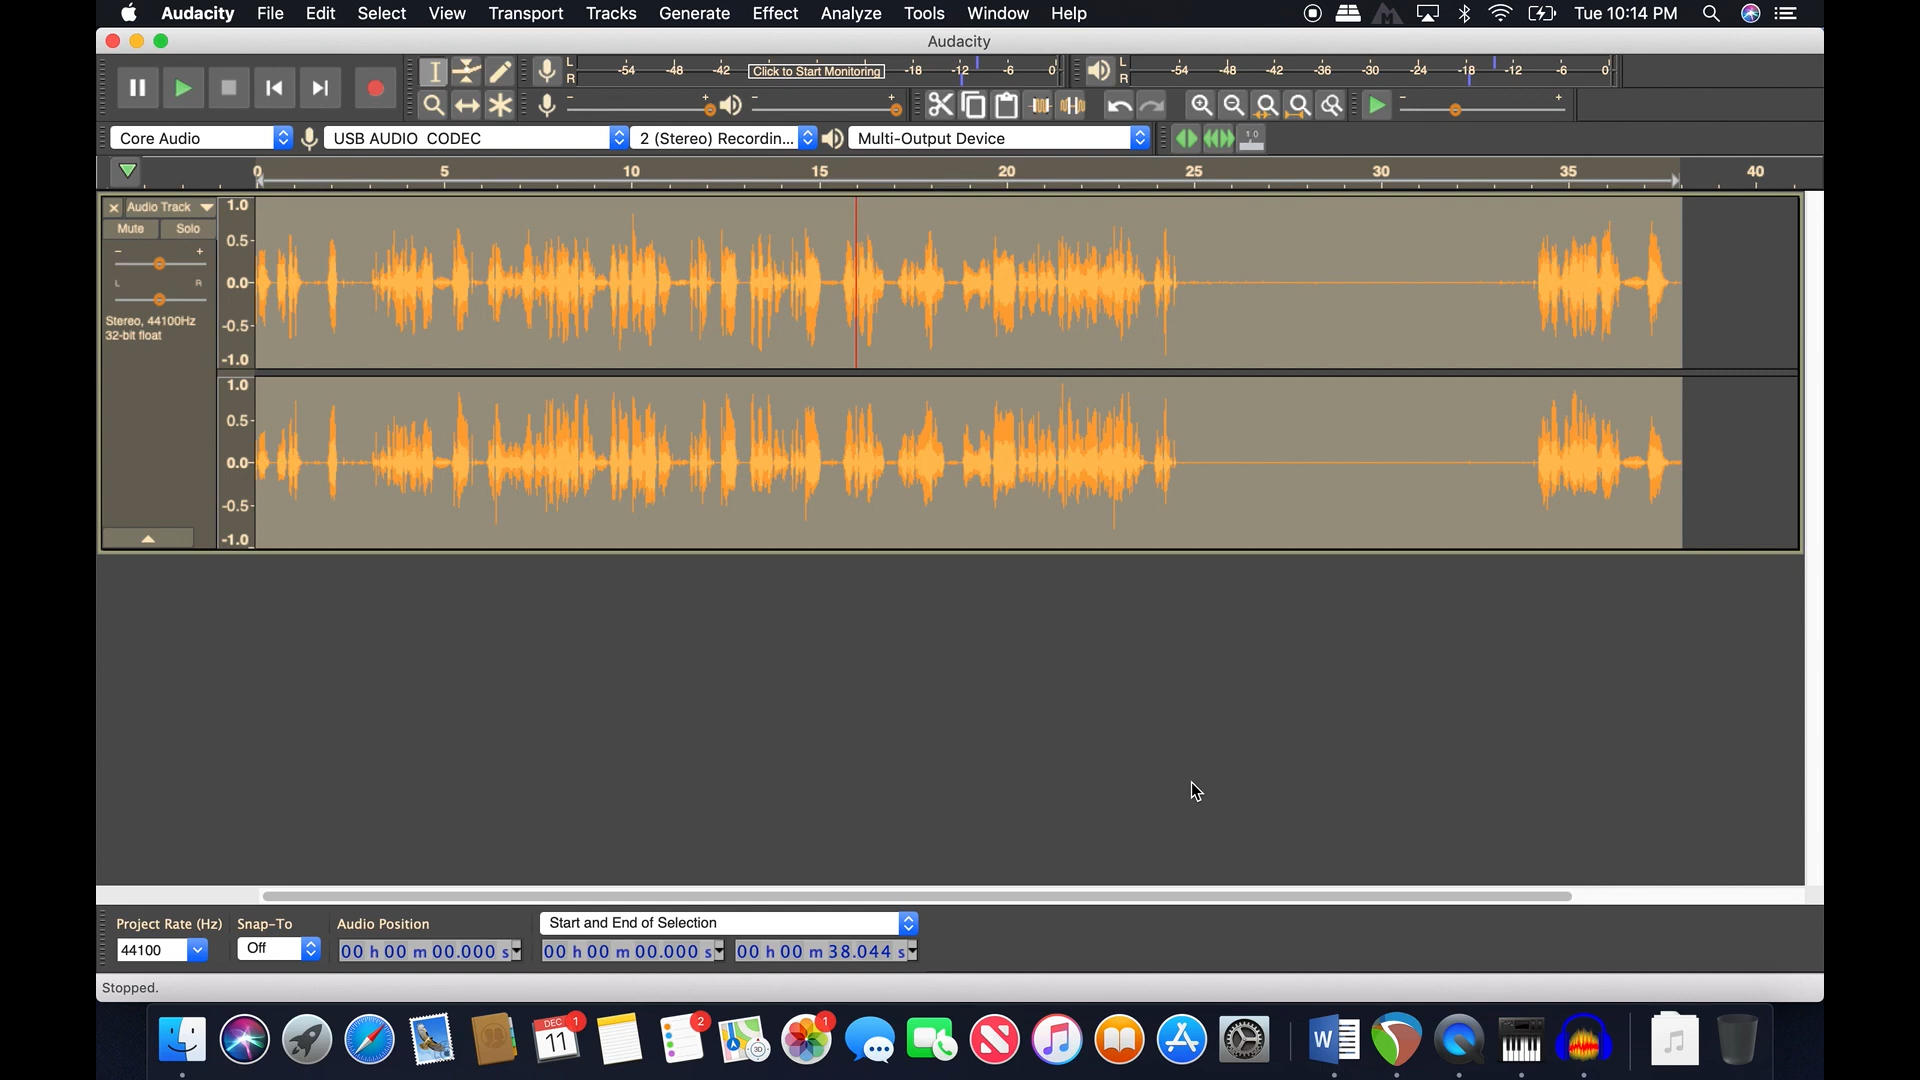 Audacity File Edit Select View Transport Tracks Generate Effect Analyze Tools Window Help Tue 10:14 PM
Audacity
L R -54 -48 -42 Click to Start Monitoring -18 -12 -6 0 L R -54 -48 -42 -36 -30 -24 -18 -12 -6 0
- + - + - +
Core Audio USB AUDIO CODEC 2 (Stereo) Recordin... Multi-Output Device
0 5 10 15 20 25 30 35 40
Audio Track
Mute Solo
- +
L R
Stereo, 44100Hz
32-bit float
1.0
0.5
0.0
-0.5
-1.0
1.0
0.5
0.0
-0.5
-1.0
Project Rate (Hz) Snap-To Audio Position Start and End of Selection
44100 Off 00 h 00 m 00.000 s 00 h 00 m 00.000 s 00 h 00 m 38.044 s
Stopped.
DEC 11 1 2 3D 1 W